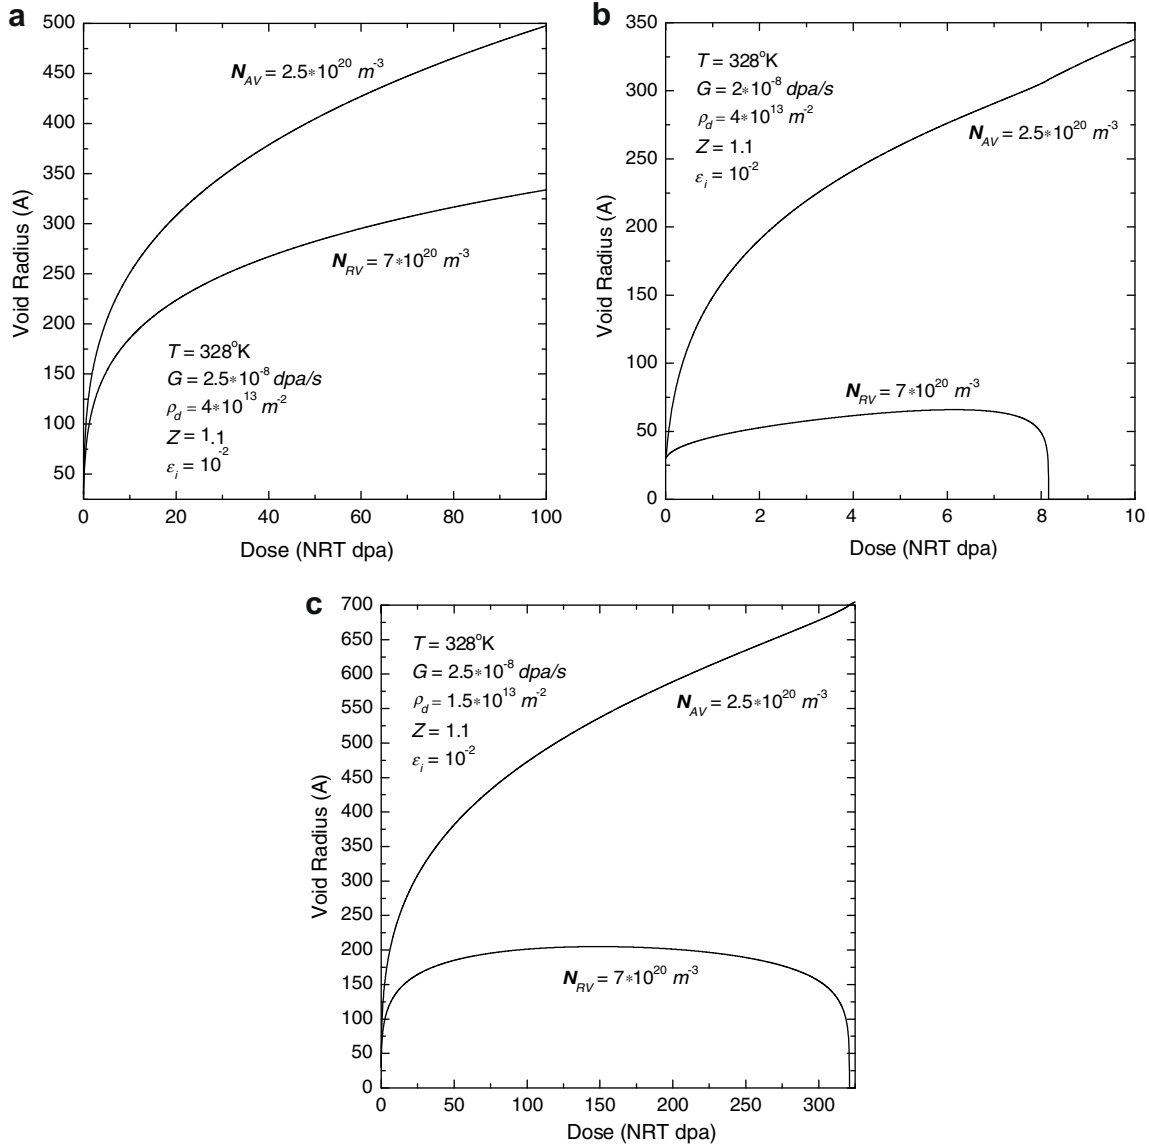 a
500
450
400
350
300
250
200
150
100
50
Void Radius (A)
N_AV = 2.5*10^20 m^-3
N_RV = 7*10^20 m^-3
T = 328°K
G = 2.5*10^-8 dpa/s
ρ_d = 4*10^13 m^-2
Z = 1.1
ε_i = 10^-2
0 20 40 60 80 100
Dose (NRT dpa)
b
350
300
250
200
150
100
50
0
Void Radius (A)
T = 328°K
G = 2*10^-8 dpa/s
ρ_d = 4*10^13 m^-2
Z = 1.1
ε_i = 10^-2
N_AV = 2.5*10^20 m^-3
N_RV = 7*10^20 m^-3
0 2 4 6 8 10
Dose (NRT dpa)
c
700
650
600
550
500
450
400
350
300
250
200
150
100
50
0
Void Radius (A)
T = 328°K
G = 2.5*10^-8 dpa/s
ρ_d = 1.5*10^13 m^-2
Z = 1.1
ε_i = 10^-2
N_AV = 2.5*10^20 m^-3
N_RV = 7*10^20 m^-3
0 50 100 150 200 250 300
Dose (NRT dpa)